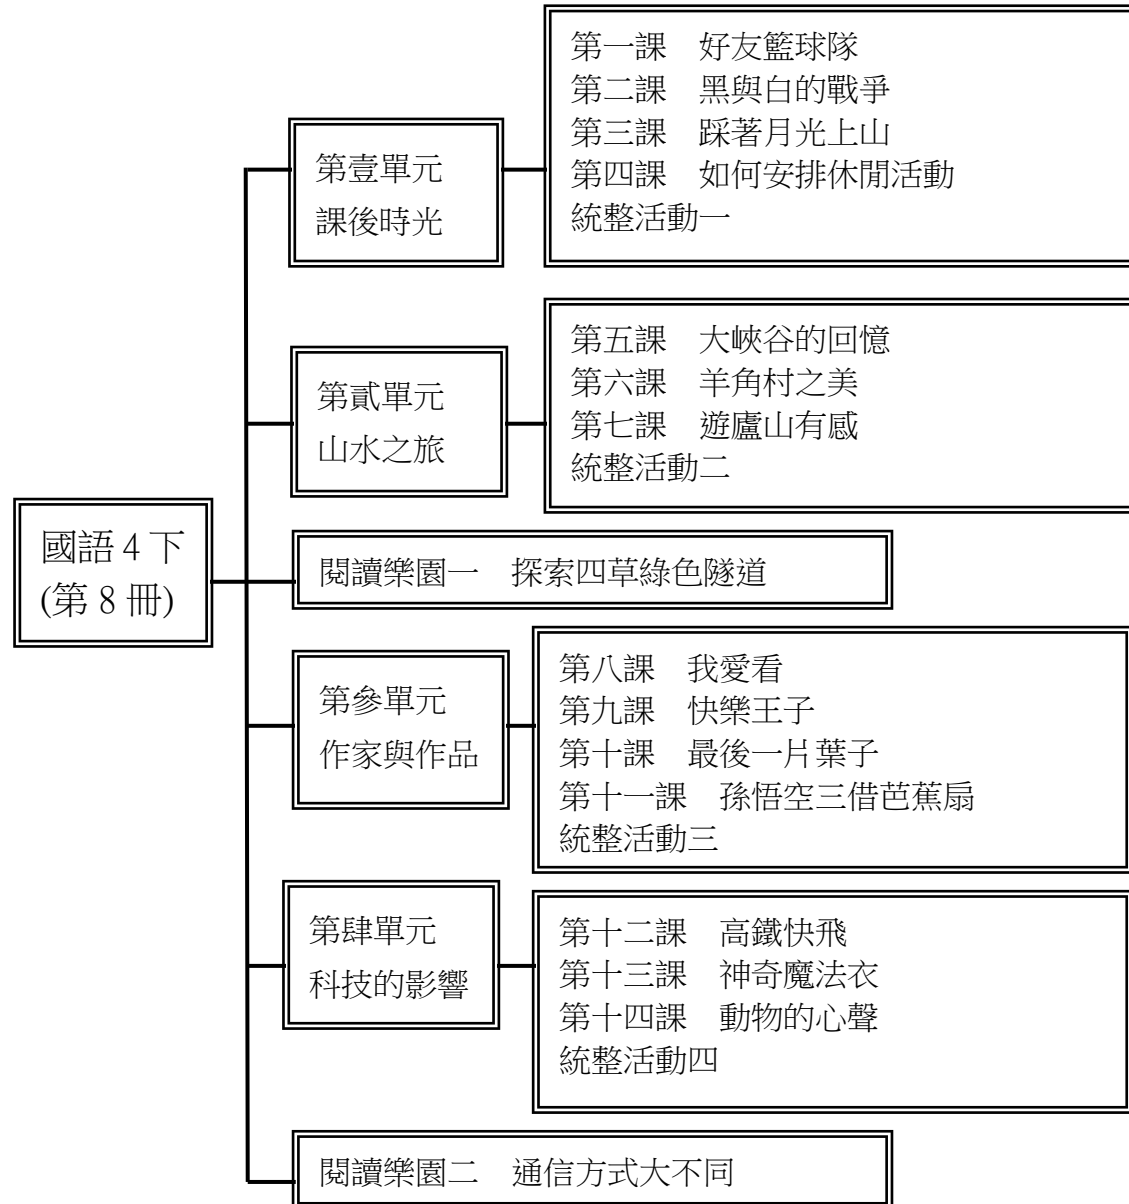 國語 4 下
(第 8 冊)
第壹單元
課後時光
第一課　好友籃球隊
第二課　黑與白的戰爭
第三課　踩著月光上山
第四課　如何安排休閒活動
統整活動一
第貳單元
山水之旅
第五課　大峽谷的回憶
第六課　羊角村之美
第七課　遊廬山有感
統整活動二
閱讀樂園一　探索四草綠色隧道
第參單元
作家與作品
第八課　我愛看
第九課　快樂王子
第十課　最後一片葉子
第十一課　孫悟空三借芭蕉扇
統整活動三
第肆單元
科技的影響
第十二課　高鐵快飛
第十三課　神奇魔法衣
第十四課　動物的心聲
統整活動四
閱讀樂園二　通信方式大不同